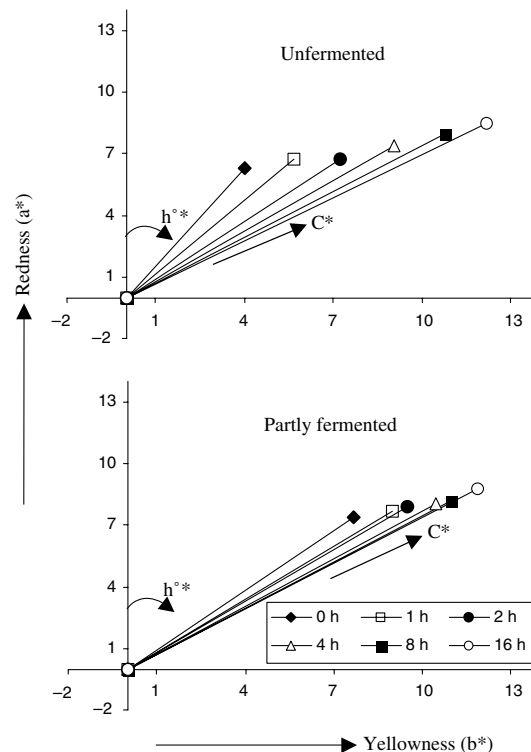 13
Unfermented
10
7
4
h°*
C*
1
−2
1
4
7
10
13
−2
Redness (a*)
13
Partly fermented
10
7
C*
4
h°*
1
0 h
1 h
2 h
4 h
8 h
16 h
−2
1
4
7
10
13
−2
Yellowness (b*)